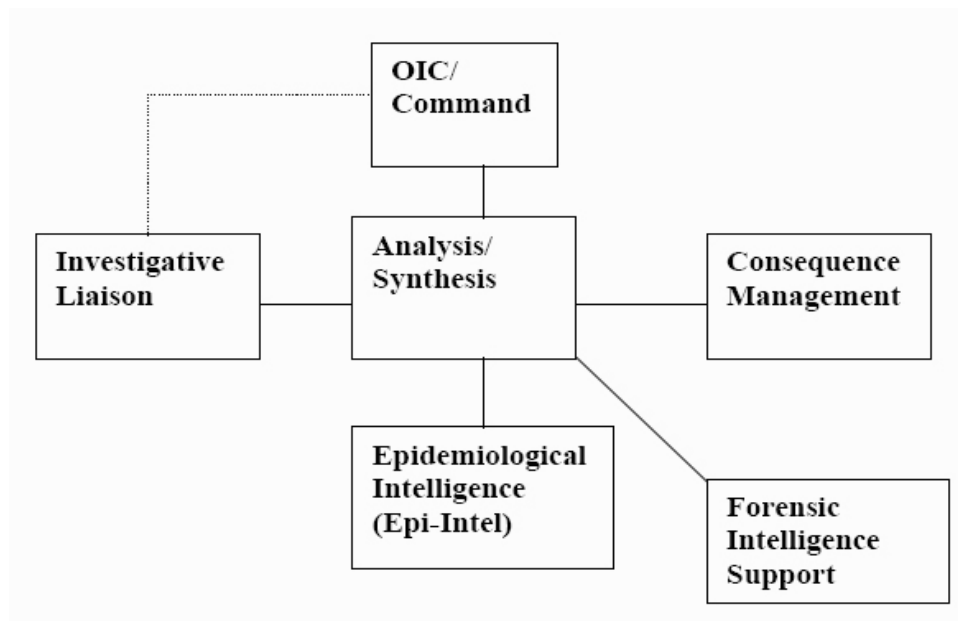 OIC/
Command
Investigative
Liaison
Analysis/
Synthesis
Consequence
Management
Epidemiological
Intelligence
(Epi-Intel)
Forensic
Intelligence
Support